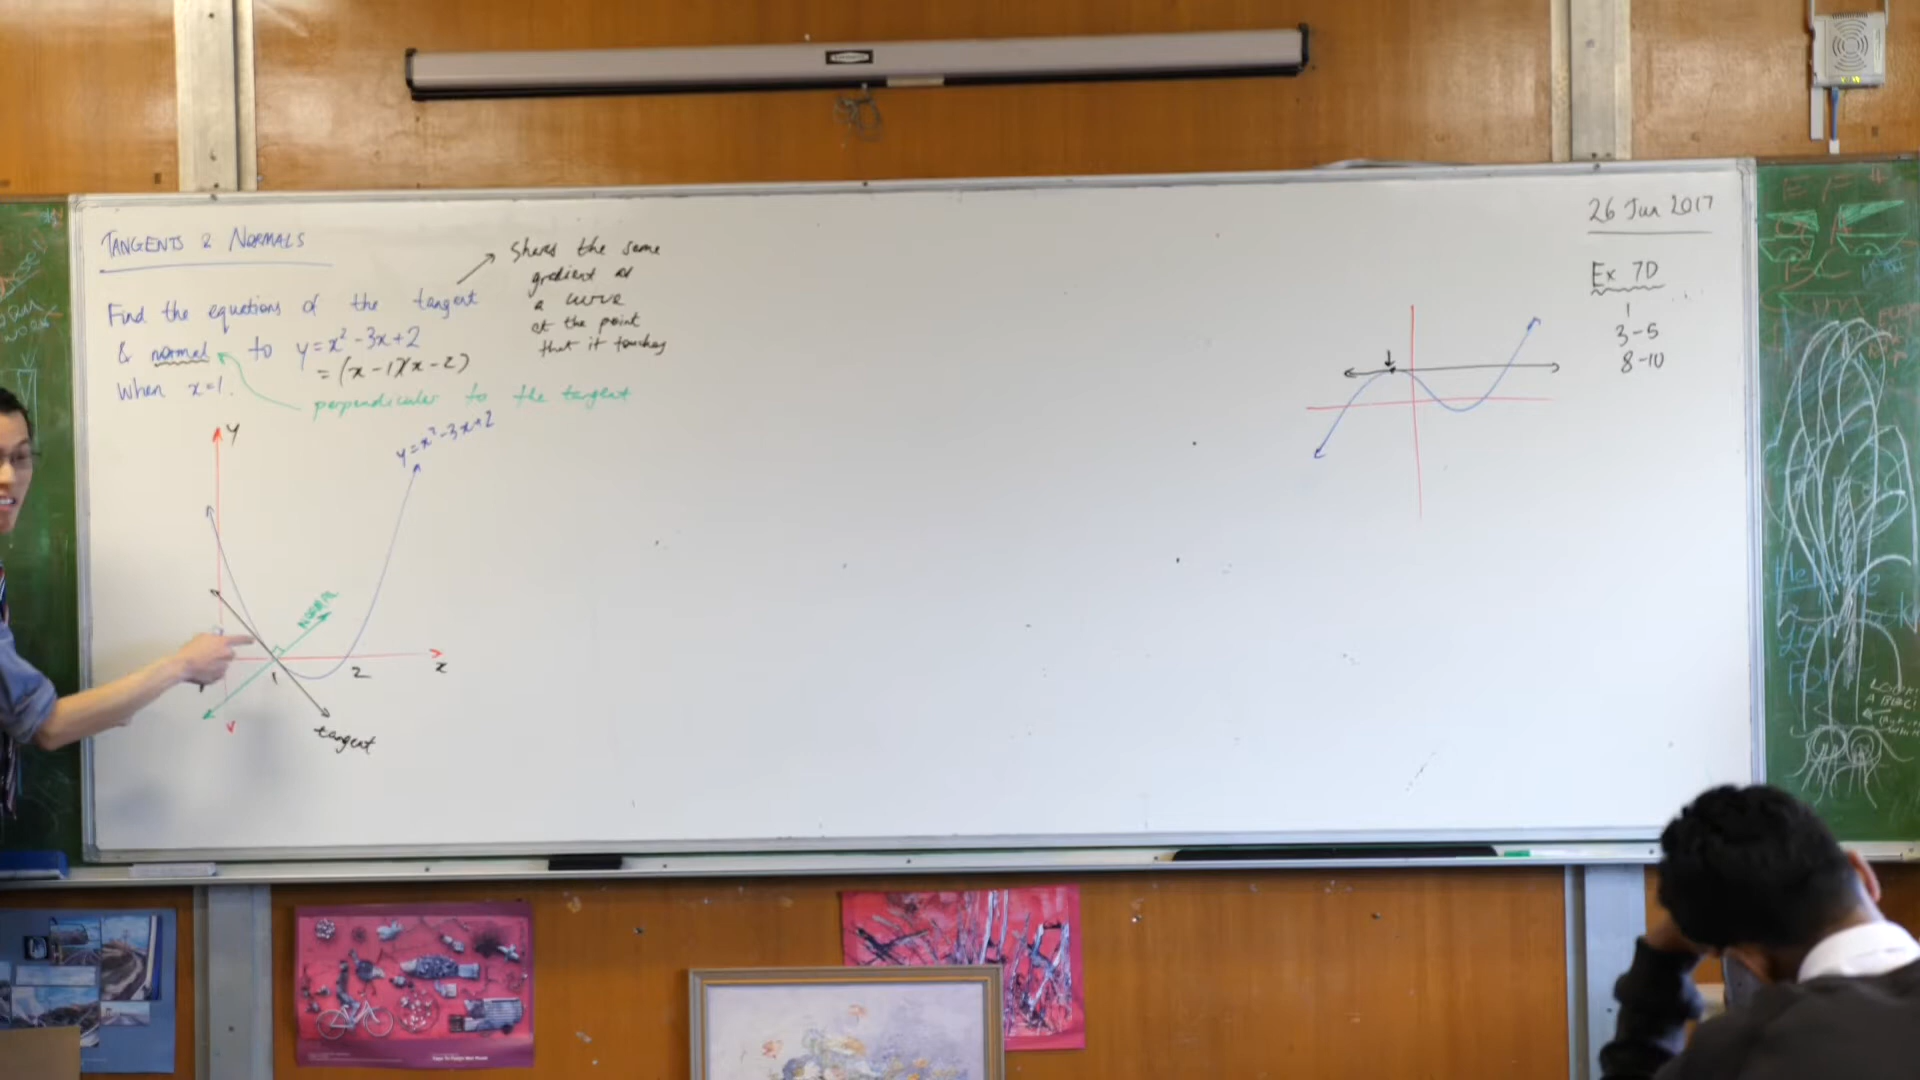 TANGENTS & NORMALS
Find the equations of the tangent
& normal to y=x²-3x+2
=(x-1)(x-2)
when x=1.
shares the same
gradient as
a curve
at the point
that it touches
perpendicular to the tangent
y
y=x²-3x+2
NORMAL
1
2
x
tangent
26 Jun 2017
Ex 7D
1
3-5
8-10